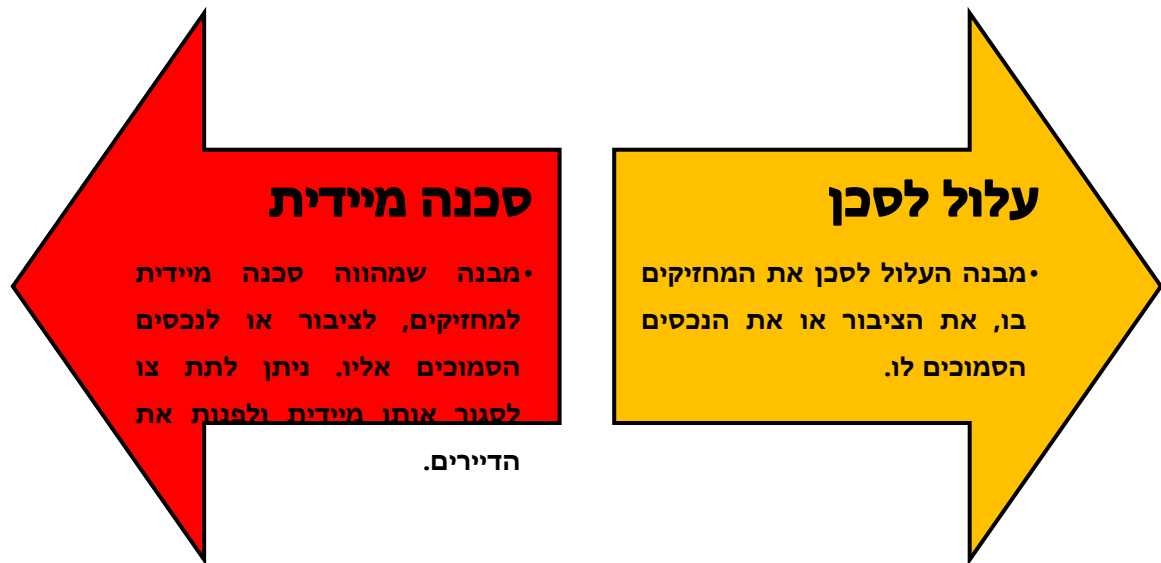 עלול לסכן
•מבנה העלול לסכן את המחזיקים
בו, את הציבור או את הנכסים
הסמוכים לו.
סכנה מיידית
•מבנה שמהווה סכנה מיידית
למחזיקים, לציבור או לנכסים
הסמוכים אליו. ניתן לתת צו
לסגור אותו מיידית ולפנות את
הדיירים.